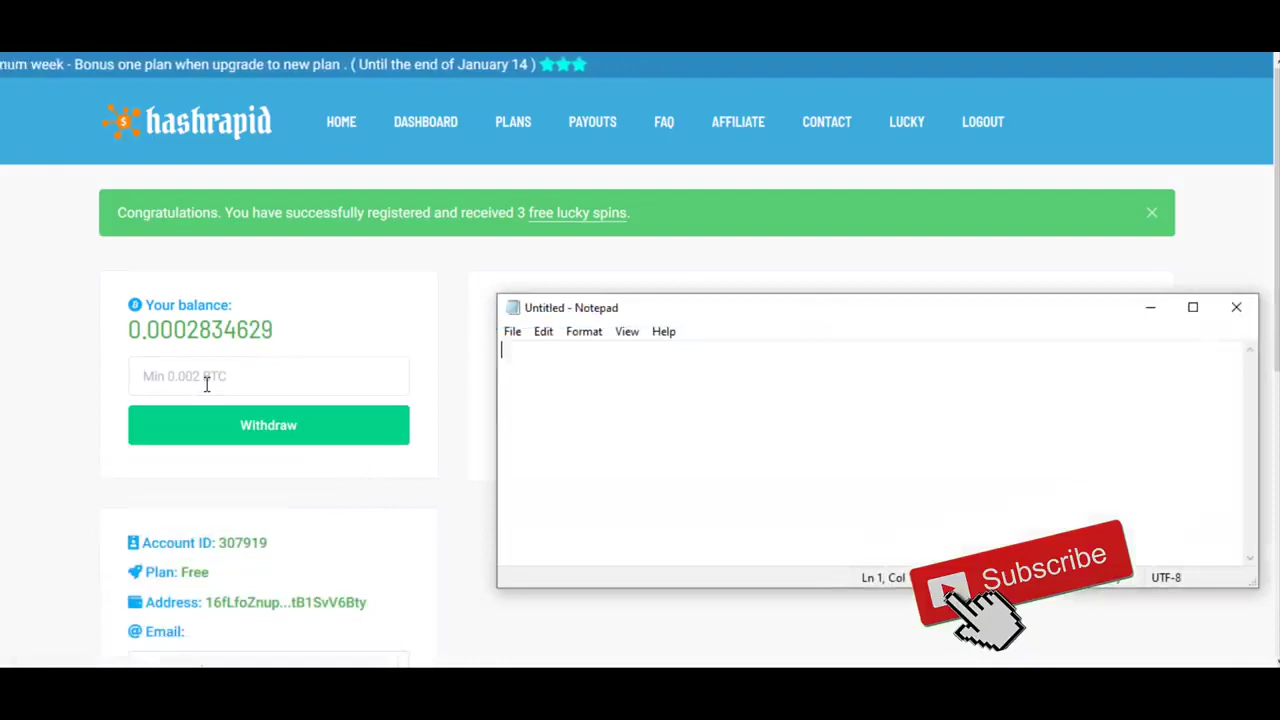 num week - Bonus one plan when upgrade to new plan . ( Until the end of January 14 )
hashrapid
HOME DASHBOARD PLANS PAYOUTS FAQ AFFILIATE CONTACT LUCKY LOGOUT
Congratulations. You have successfully registered and received 3 free lucky spins.
Your balance:
0.0002834629
Min 0.002 BTC
Withdraw
Account ID: 307919
Plan: Free
Address: 16fLfoZnup...tB1SvV6Bty
Email:
Untitled - Notepad
File Edit Format View Help
Ln 1, Col
UTF-8
Subscribe